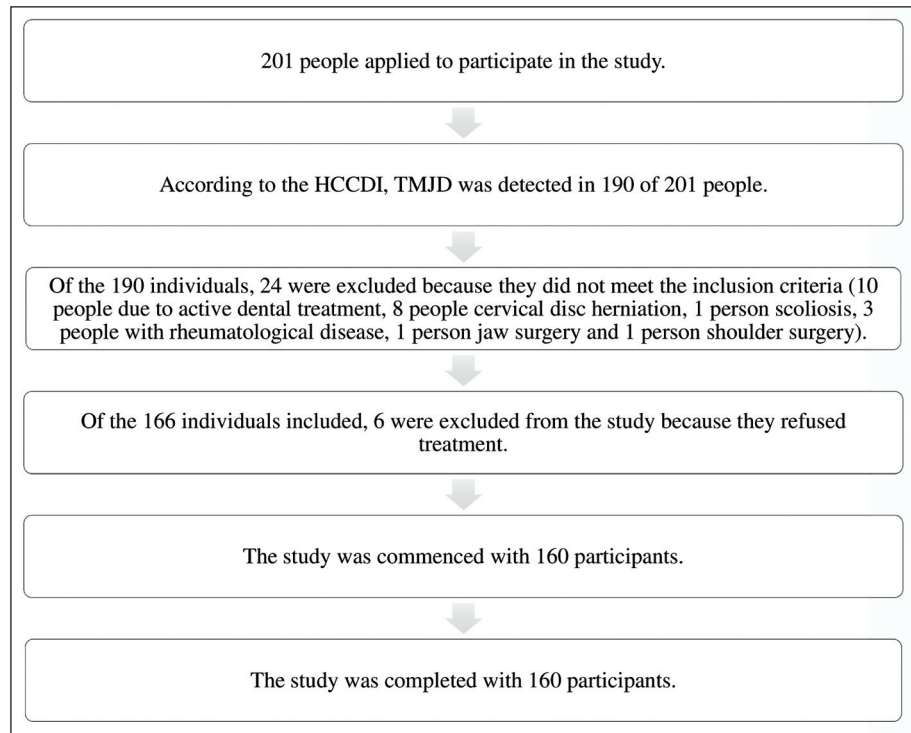 201 people applied to participate in the study.
According to the HCCDI, TMJD was detected in 190 of 201 people.
Of the 190 individuals, 24 were excluded because they did not meet the inclusion criteria (10
people due to active dental treatment, 8 people cervical disc herniation, 1 person scoliosis, 3
people with rheumatological disease, 1 person jaw surgery and 1 person shoulder surgery).
Of the 166 individuals included, 6 were excluded from the study because they refused
treatment.
The study was commenced with 160 participants.
The study was completed with 160 participants.